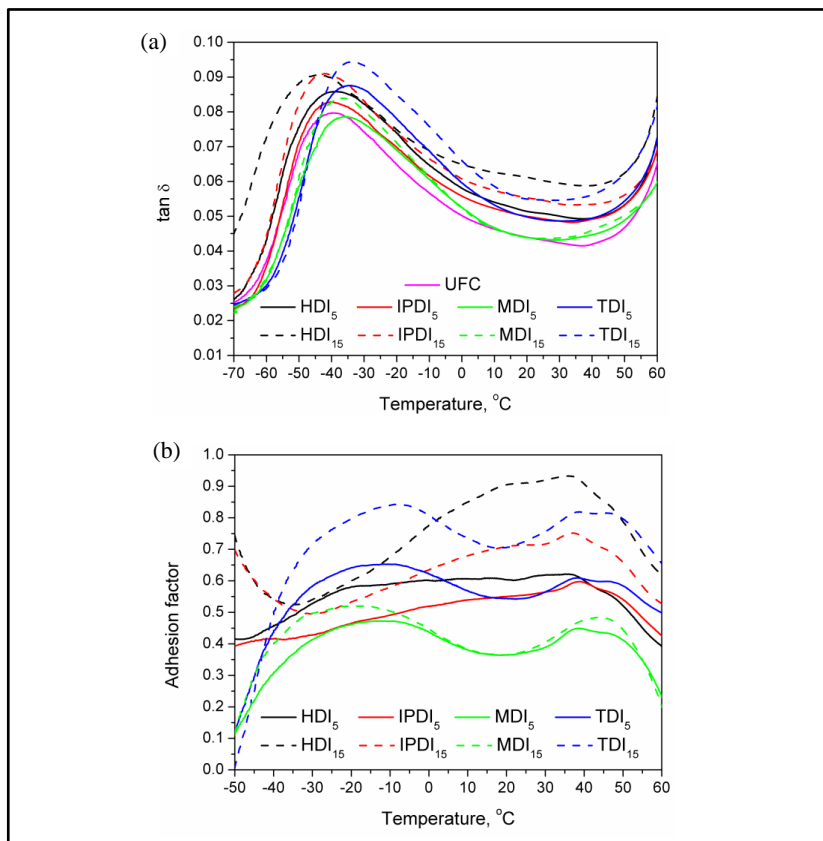 (a)
0.10
0.09
0.08
0.07
0.06
0.05
0.04
0.03
0.02
0.01
tan δ
UFC
HDI₅ IPDI₅ MDI₅ TDI₅
HDI₁₅ IPDI₁₅ MDI₁₅ TDI₁₅
-70 -60 -50 -40 -30 -20 -10 0 10 20 30 40 50 60
Temperature, °C
(b)
1.0
0.9
0.8
0.7
0.6
0.5
0.4
0.3
0.2
0.1
0.0
Adhesion factor
HDI₅ IPDI₅ MDI₅ TDI₅
HDI₁₅ IPDI₁₅ MDI₁₅ TDI₁₅
-50 -40 -30 -20 -10 0 10 20 30 40 50 60
Temperature, °C